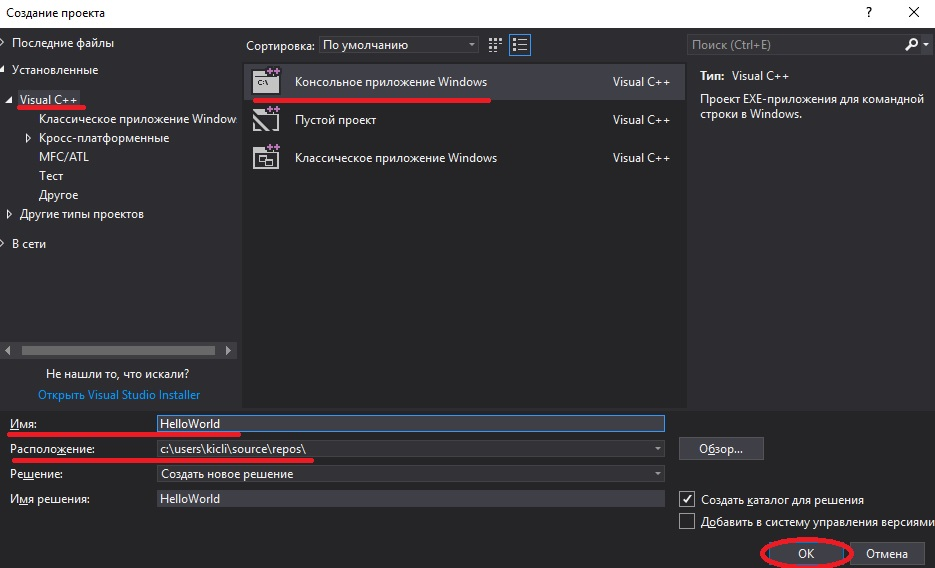 Создание проекта
?
Последние файлы
Установленные
Visual C++
Классическое приложение Window
Кросс-платформенные
MFC/ATL
Тест
Другое
Другие типы проектов
В сети
Не нашли то, что искали?
Открыть Visual Studio Installer
Сортировка: По умолчанию
Консольное приложение Windows Visual C++
Пустой проект Visual C++
Классическое приложение Windows Visual C++
Поиск (Ctrl+E)
Тип: Visual C++
Проект EXE-приложения для командной
строки в Windows.
Имя: HelloWorld
Расположение: c:\users\kicli\source\repos\
Обзор...
Решение: Создать новое решение
Имя решения: HelloWorld
Создать каталог для решения
Добавить в систему управления версиями
ОК Отмена